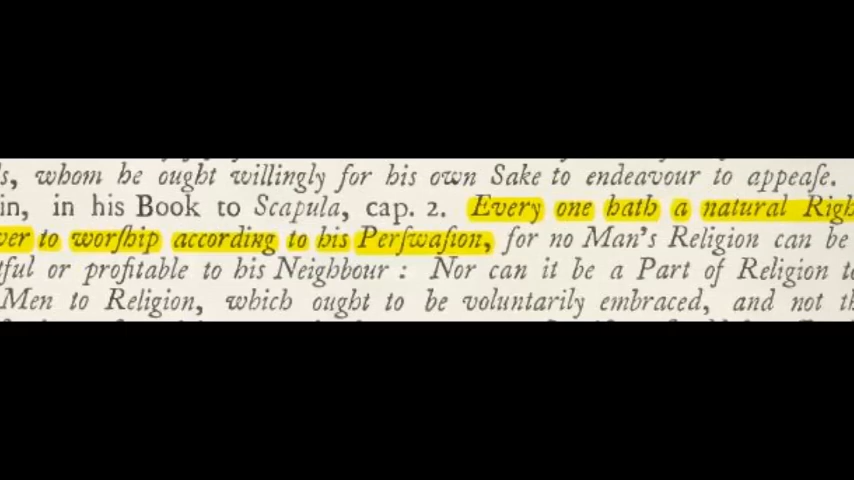 s, whom he ought willingly for his own Sake to endeavour to appeaſe.
in, in his Book to Scapula, cap. 2. Every one hath a natural Righ
ver to worſhip according to his Perſwaſion, for no Man's Religion can be
tful or profitable to his Neighbour : Nor can it be a Part of Religion to
Men to Religion, which ought to be voluntarily embraced, and not th